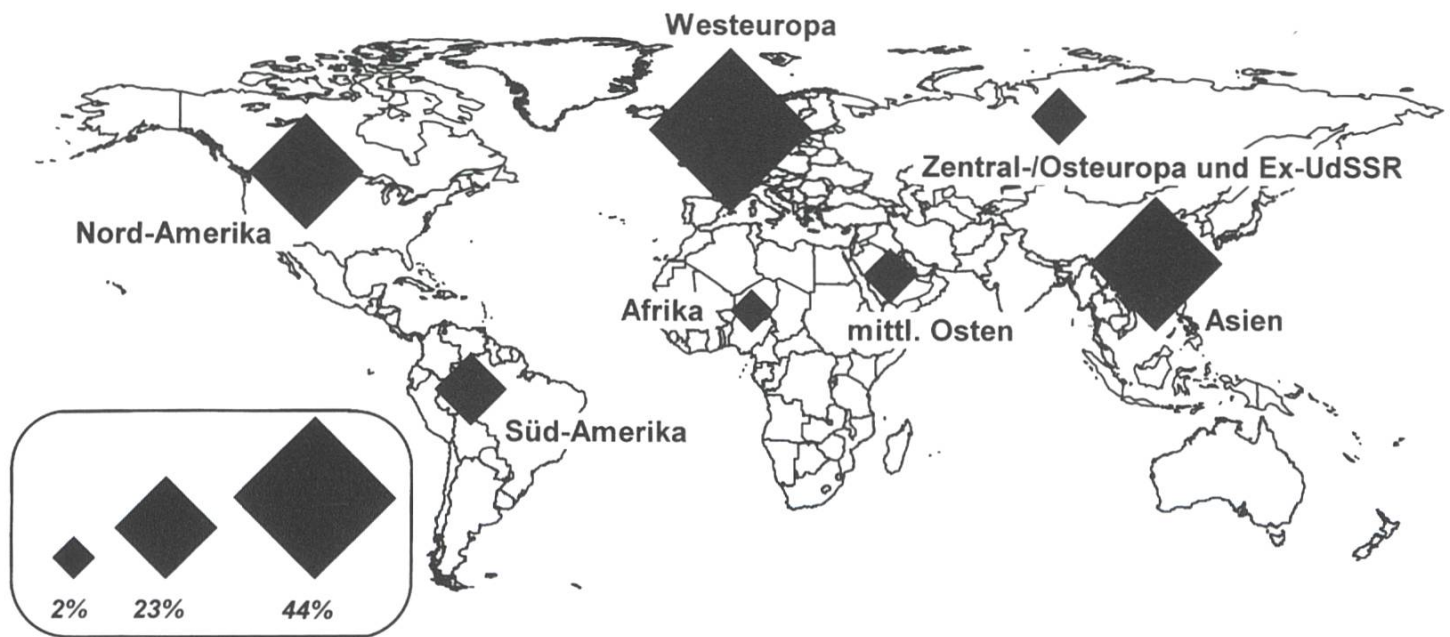 Westeuropa
Zentral-/Osteuropa und Ex-UdSSR
Nord-Amerika
Afrika
mittl. Osten
Asien
Süd-Amerika
2%
23%
44%